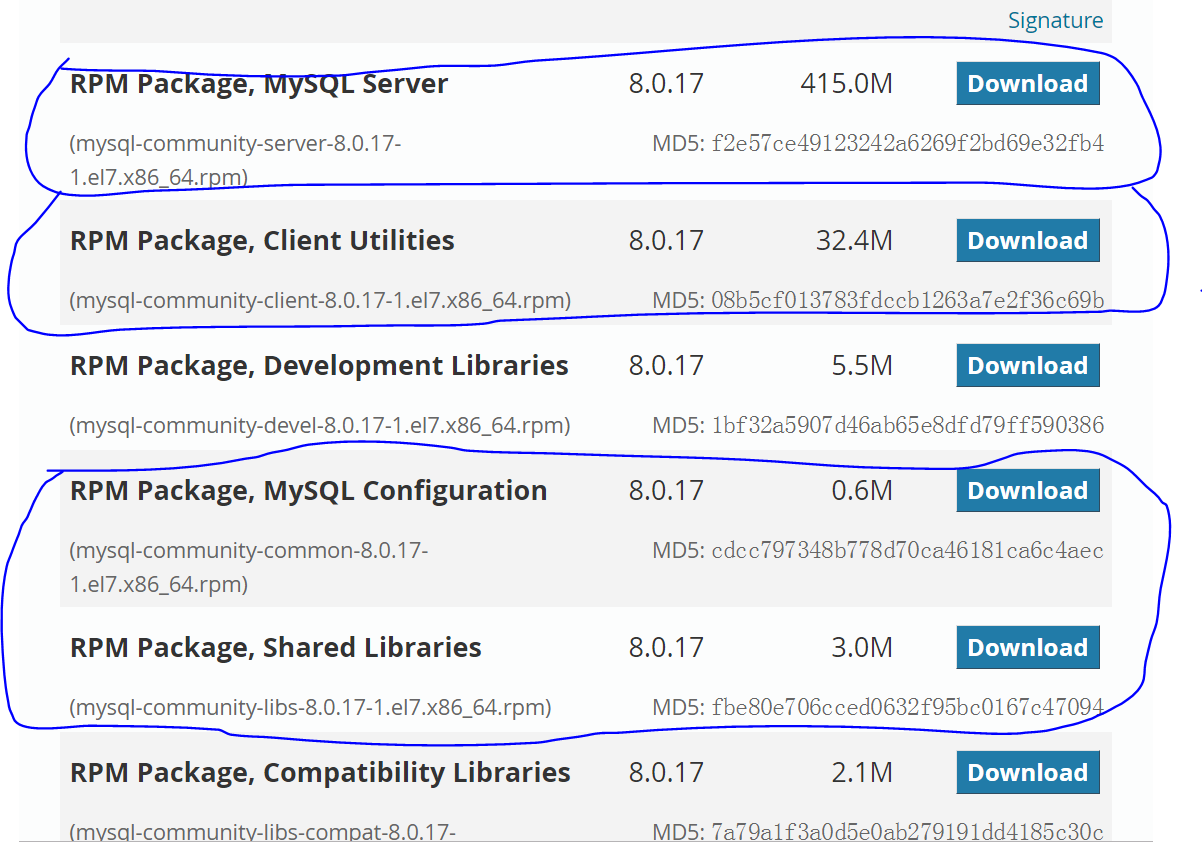 Signature
RPM Package, MySQL Server 8.0.17 415.0M Download
(mysql-community-server-8.0.17- MD5: f2e57ce49123242a6269f2bd69e32fb4
1.el7.x86_64.rpm)
RPM Package, Client Utilities 8.0.17 32.4M Download
(mysql-community-client-8.0.17-1.el7.x86_64.rpm) MD5: 08b5cf013783fdccb1263a7e2f36c69b
RPM Package, Development Libraries 8.0.17 5.5M Download
(mysql-community-devel-8.0.17-1.el7.x86_64.rpm) MD5: 1bf32a5907d46ab65e8dfd79ff590386
RPM Package, MySQL Configuration 8.0.17 0.6M Download
(mysql-community-common-8.0.17- MD5: cdcc797348b778d70ca46181ca6c4aec
1.el7.x86_64.rpm)
RPM Package, Shared Libraries 8.0.17 3.0M Download
(mysql-community-libs-8.0.17-1.el7.x86_64.rpm) MD5: fbe80e706cced0632f95bc0167c47094
RPM Package, Compatibility Libraries 8.0.17 2.1M Download
(mysql-community-libs-compat-8.0.17- MD5: 7a79a1f3a0d5e0ab279191dd4185c30c